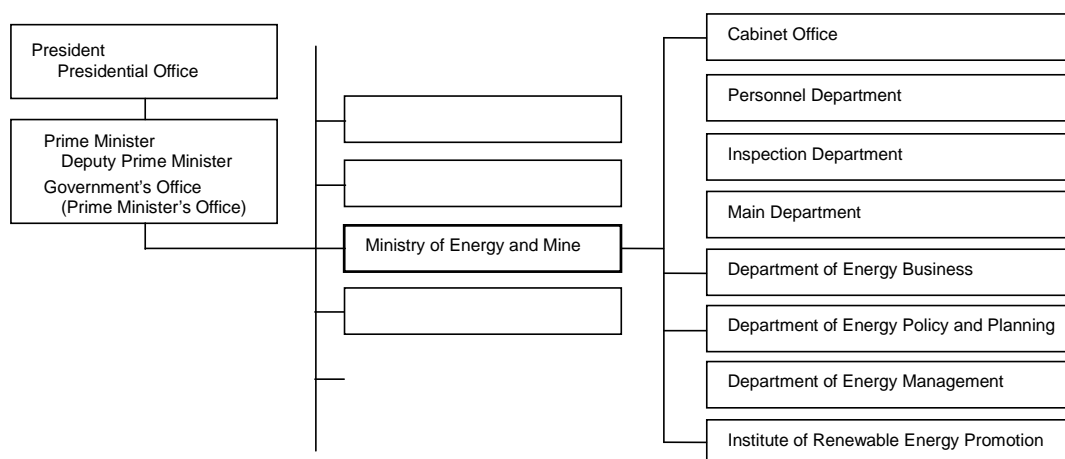 President
Presidential Office
Prime Minister
Deputy Prime Minister
Government’s Office
(Prime Minister’s Office)
Ministry of Energy and Mine
Cabinet Office
Personnel Department
Inspection Department
Main Department
Department of Energy Business
Department of Energy Policy and Planning
Department of Energy Management
Institute of Renewable Energy Promotion